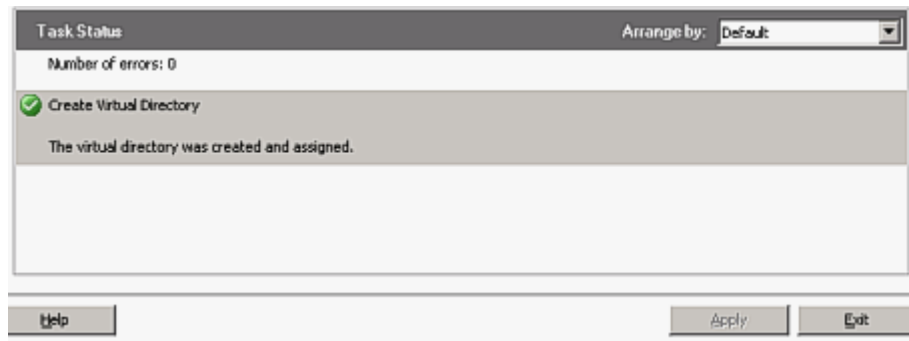 Task Status
Arrange by: Default
Number of errors: 0
Create Virtual Directory
The virtual directory was created and assigned.
Help
Apply
Exit